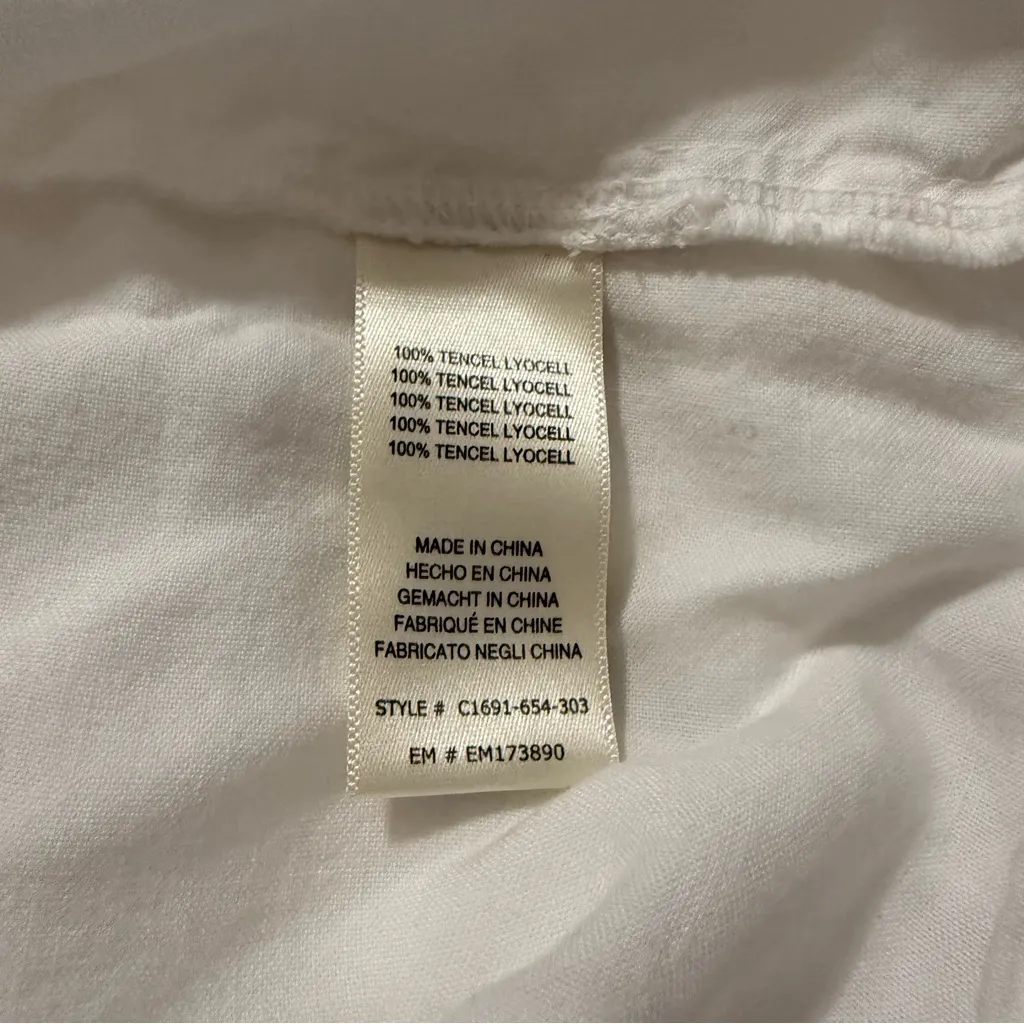 100% TENCEL LYOCELL
100% TENCEL LYOCELL
100% TENCEL LYOCELL
100% TENCEL LYOCELL
100% TENCEL LYOCELL
MADE IN CHINA
HECHO EN CHINA
GEMACHT IN CHINA
FABRIQUÉ EN CHINE
FABRICATO NEGLI CHINA
STYLE # C1691-654-303
EM # EM173890